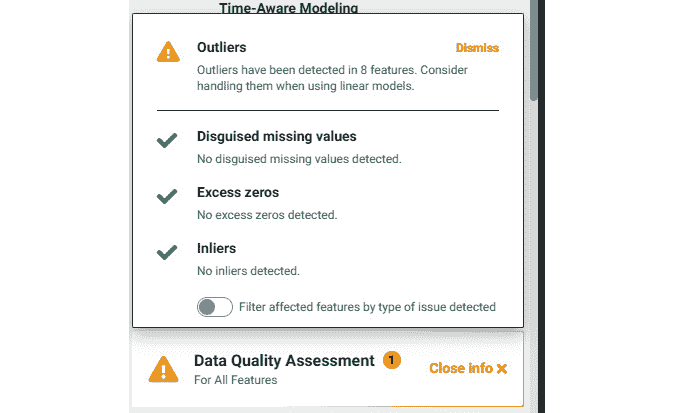 Time-Aware Modeling
Outliers
Dismiss
Outliers have been detected in 8 features. Consider
handling them when using linear models.
Disguised missing values
No disguised missing values detected.
Excess zeros
No excess zeros detected.
Inliers
No inliers detected.
Filter affected features by type of issue detected
Data Quality Assessment 1
For All Features
Close info ×